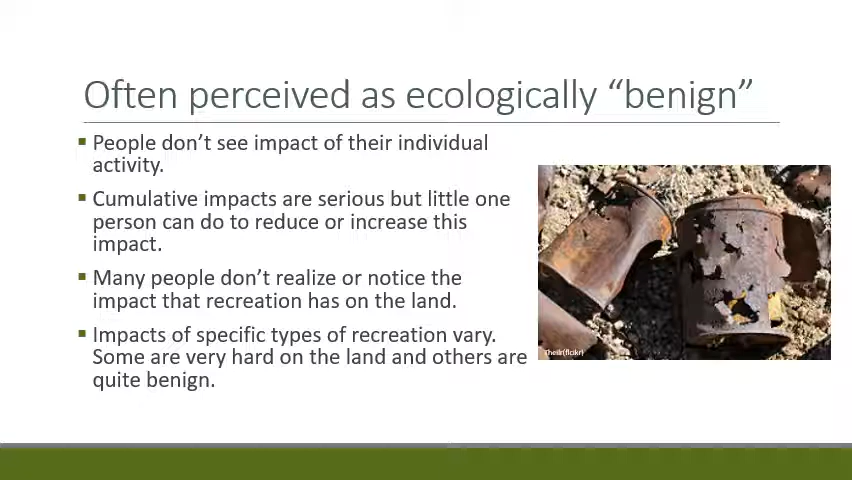 Often perceived as ecologically “benign”
▪ People don’t see impact of their individual
activity.
▪ Cumulative impacts are serious but little one
person can do to reduce or increase this
impact.
▪ Many people don’t realize or notice the
impact that recreation has on the land.
▪ Impacts of specific types of recreation vary.
Some are very hard on the land and others are
quite benign.